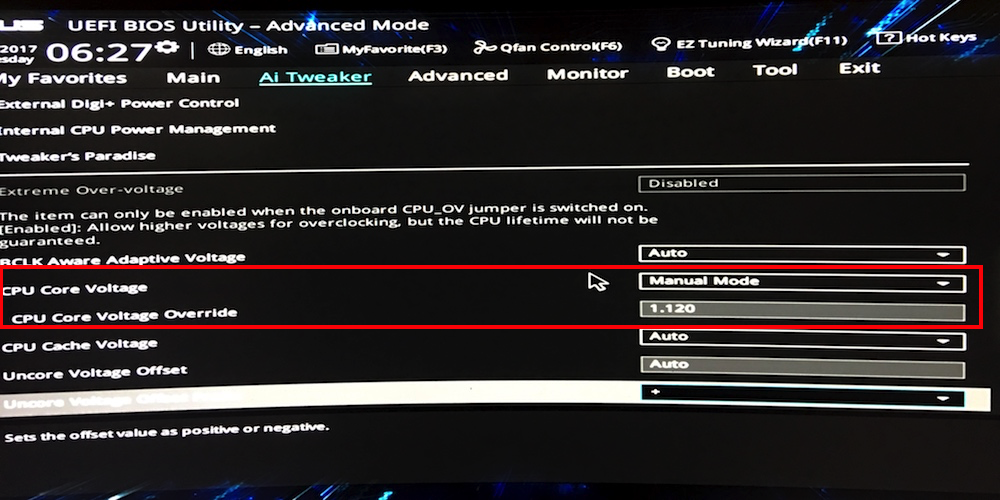 US UEFI BIOS Utility – Advanced Mode
2017
sday 06:27 English MyFavorite(F3) Qfan Control(F6) EZ Tuning Wizard(F11) ? Hot Keys
My Favorites Main Ai Tweaker Advanced Monitor Boot Tool Exit
External Digi+ Power Control
Internal CPU Power Management
Tweaker's Paradise
Extreme Over-voltage Disabled
The item can only be enabled when the onboard CPU_OV jumper is switched on.
[Enabled]: Allow higher voltages for overclocking, but the CPU lifetime will not be
guaranteed.
BCLK Aware Adaptive Voltage Auto
CPU Core Voltage Manual Mode
CPU Core Voltage Override 1.120
CPU Cache Voltage Auto
Uncore Voltage Offset Auto
Uncore Voltage Offset +
Sets the offset value as positive or negative.